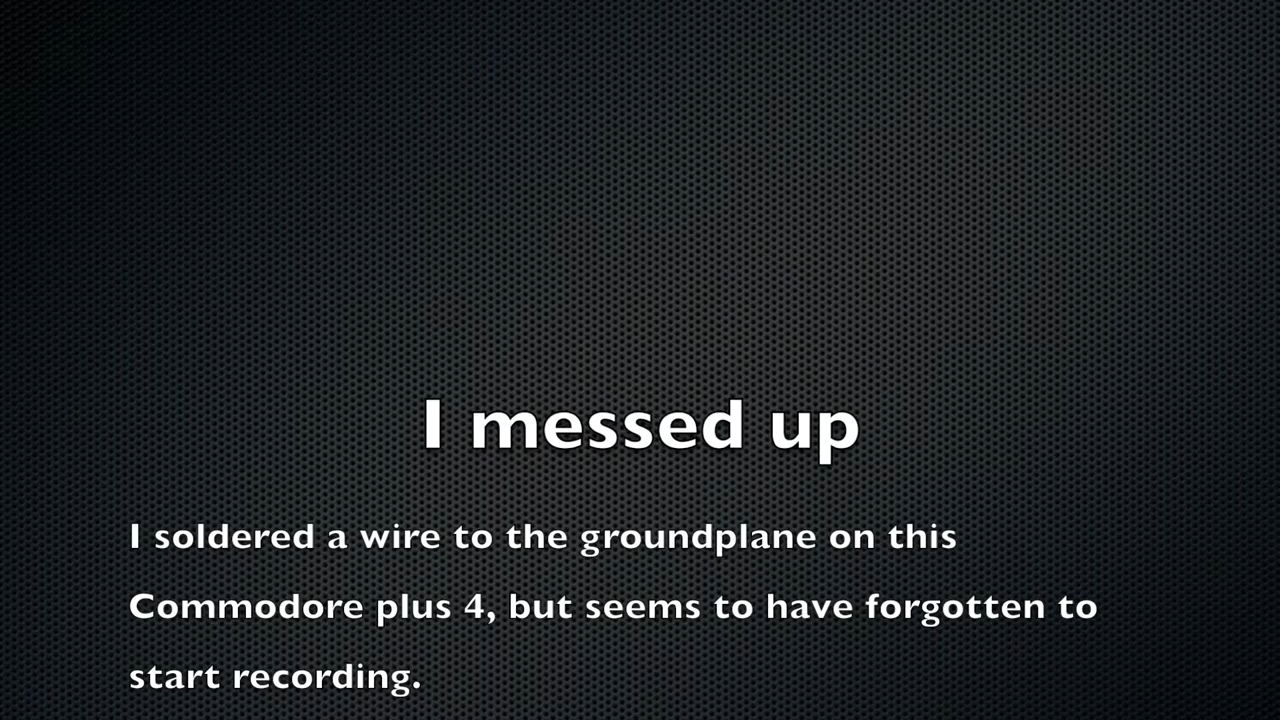 I messed up
I soldered a wire to the groundplane on this
Commodore plus 4, but seems to have forgotten to
start recording.